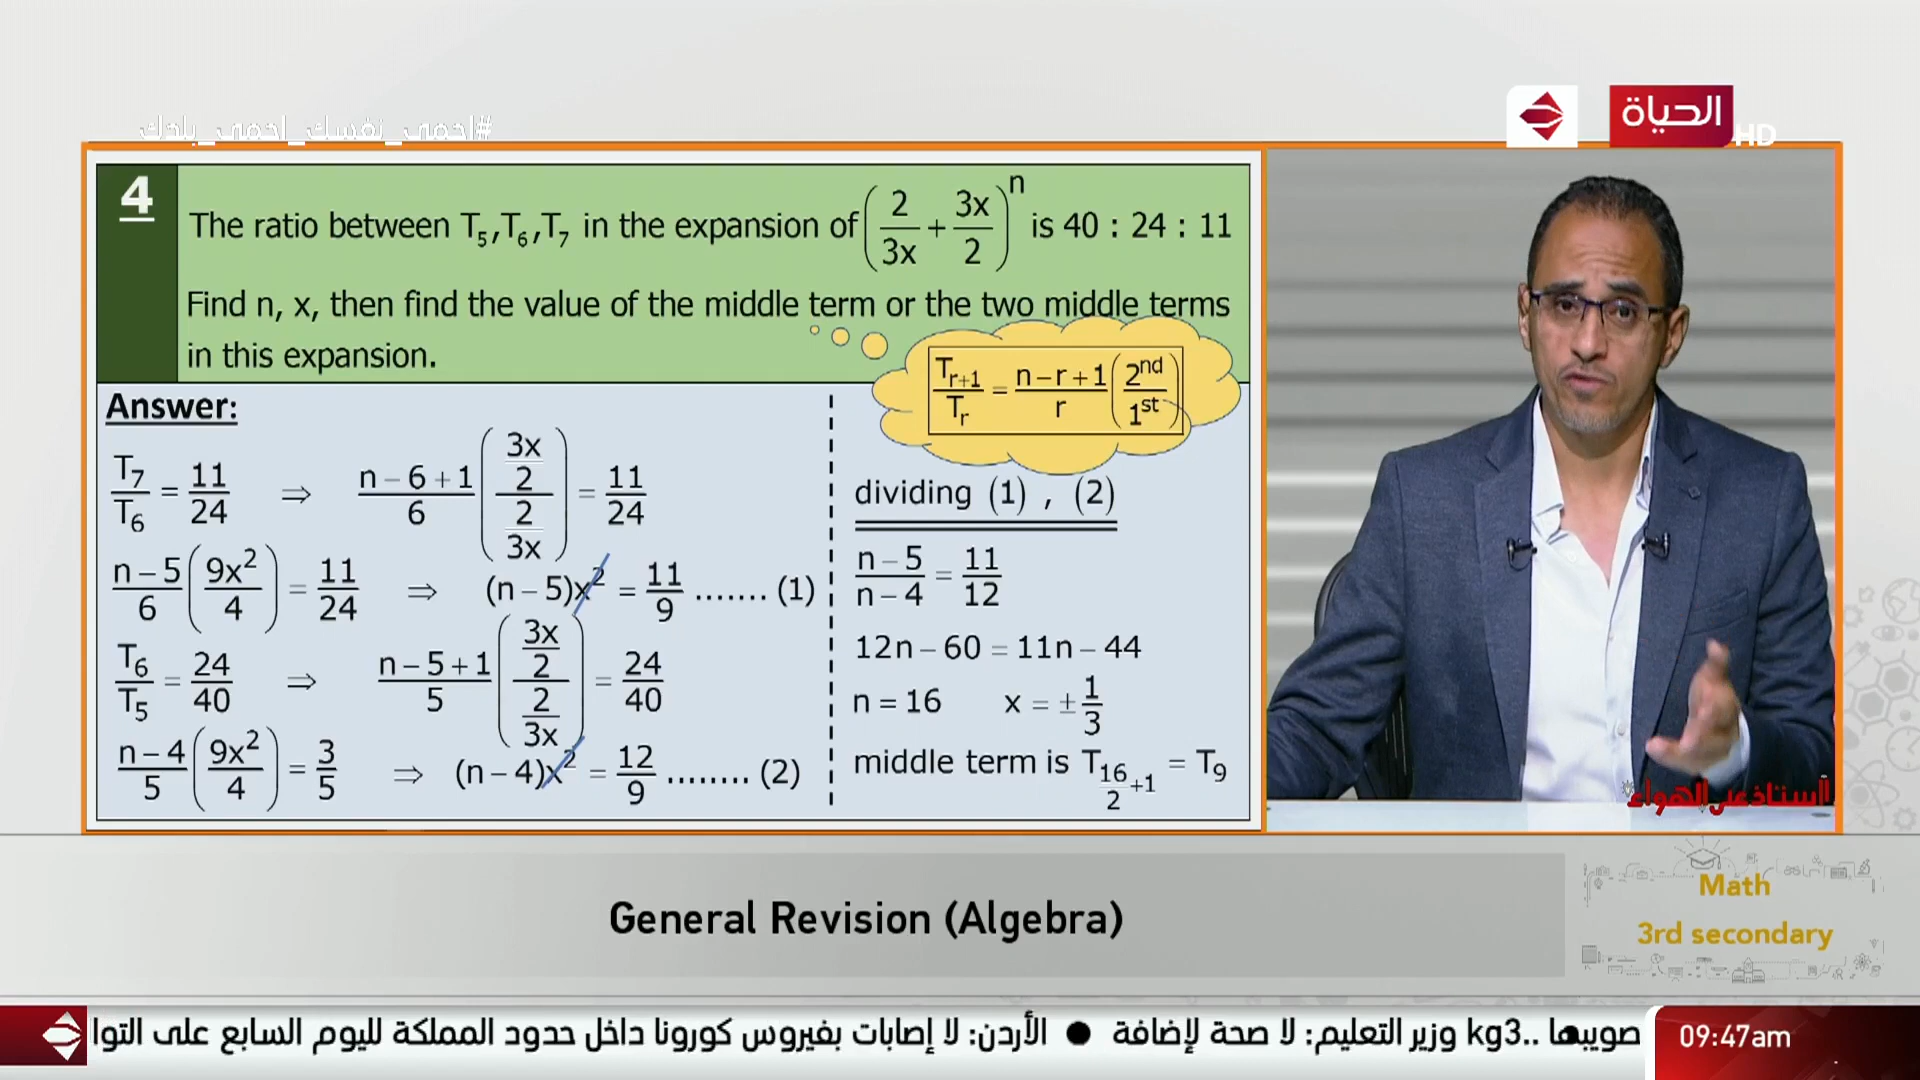 #احمي_نفسك_احمي_بلدك
الحياة
HD
4
The ratio between T₅,T₆,T₇ in the expansion of (2/3x + 3x/2)ⁿ is 40 : 24 : 11
Find n, x, then find the value of the middle term or the two middle terms
in this expansion.
Tᵣ₊₁/Tᵣ = (n-r+1)/r (2nd/1st)
Answer:
T₇/T₆ = 11/24 ⇒ (n-6+1)/6 ((3x/2)/(2/3x)) = 11/24
(n-5)/6 (9x²/4) = 11/24 ⇒ (n-5)x² = 11/9 ....... (1)
T₆/T₅ = 24/40 ⇒ (n-5+1)/5 ((3x/2)/(2/3x)) = 24/40
(n-4)/5 (9x²/4) = 3/5 ⇒ (n-4)x² = 12/9 ........ (2)
dividing (1) , (2)
(n-5)/(n-4) = 11/12
12n-60 = 11n-44
n = 16 x = ±1/3
middle term is T₁₆/₂₊₁ = T₉
الأستاذ على الهواء
General Revision (Algebra)
Math
3rd secondary
kg3.. وزير التعليم: لا صحة لإضافة ● الأردن: لا إصابات بفيروس كورونا داخل حدود المملكة لليوم السابع على التوا
09:47am